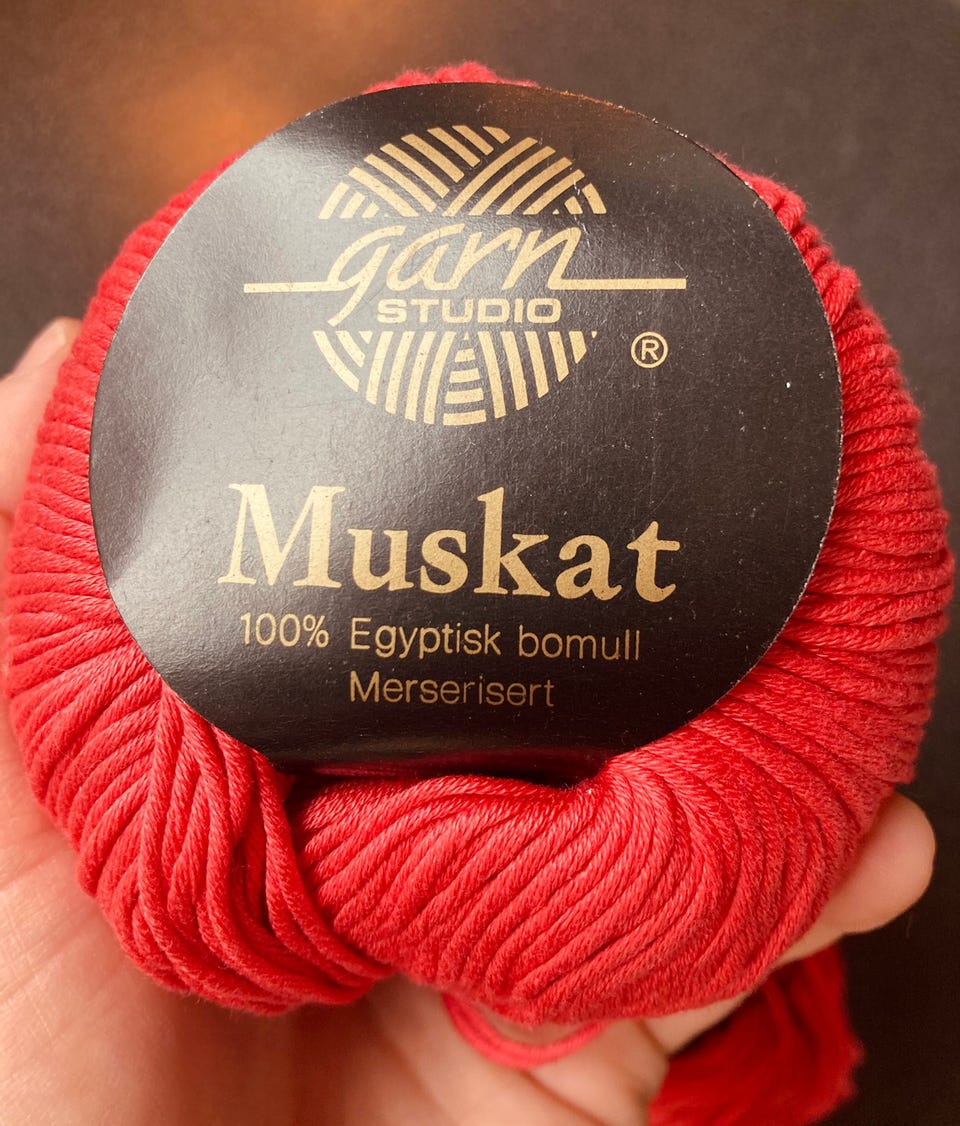 garn
STUDIO
®
Muskat
100% Egyptisk bomull
Merserisert